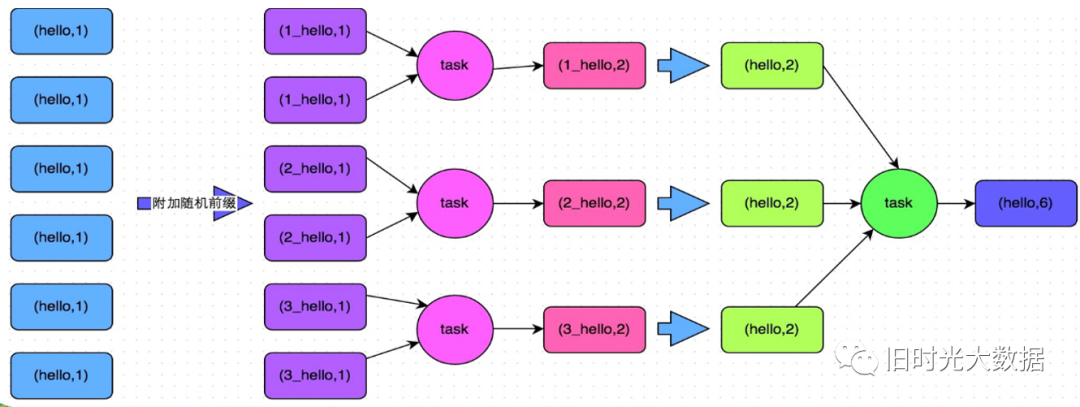 (hello,1)
(hello,1)
(hello,1)
(hello,1)
(hello,1)
(hello,1)
附加随机前缀
(1_hello,1)
(1_hello,1)
(2_hello,1)
(2_hello,1)
(3_hello,1)
(3_hello,1)
task
task
task
(1_hello,2)
(2_hello,2)
(3_hello,2)
(hello,2)
(hello,2)
(hello,2)
task
(hello,6)
旧时光大数据